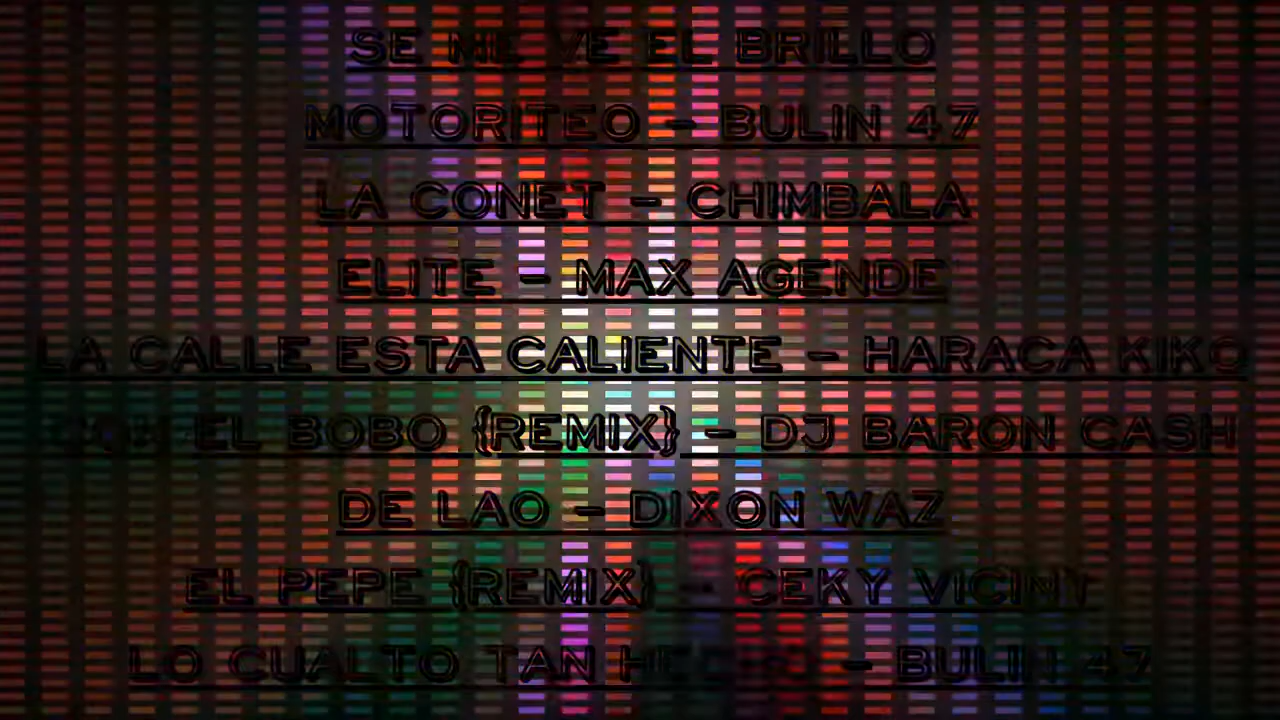 SE ME VE EL BRILLO
MOTORITEO - BULIN 47
LA CONET - CHIMBALA
ELITE - MAX AGENDE
LA CALLE ESTA CALIENTE - HARACA KIKO
EL BOBO {REMIX} - DJ BARON CASH
DE LAO - DIXON WAZ
EL PEPE {REMIX} - CEKY VICINY
LO CUALTO TAN - BULIN 47